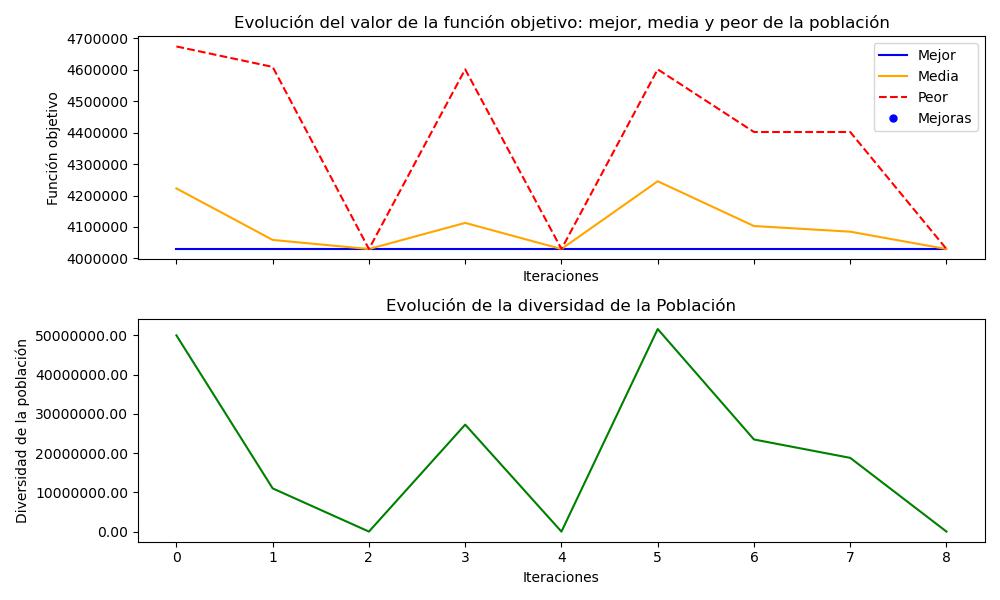 Evolución del valor de la función objetivo: mejor, media y peor de la población
Función objetivo
4700000
4600000
4500000
4400000
4300000
4200000
4100000
4000000
Mejor
Media
Peor
Mejoras
Iteraciones
Evolución de la diversidad de la Población
Diversidad de la población
50000000.00
40000000.00
30000000.00
20000000.00
10000000.00
0.00
0 1 2 3 4 5 6 7 8
Iteraciones